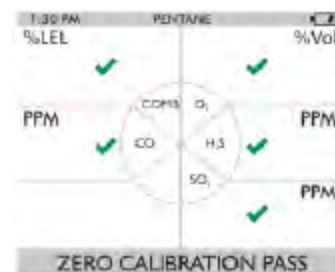 1:30 PM PENTANE
%LEL %Vol
COMB O₂
PPM CO H₂S PPM
SO₂ PPM
ZERO CALIBRATION PASS